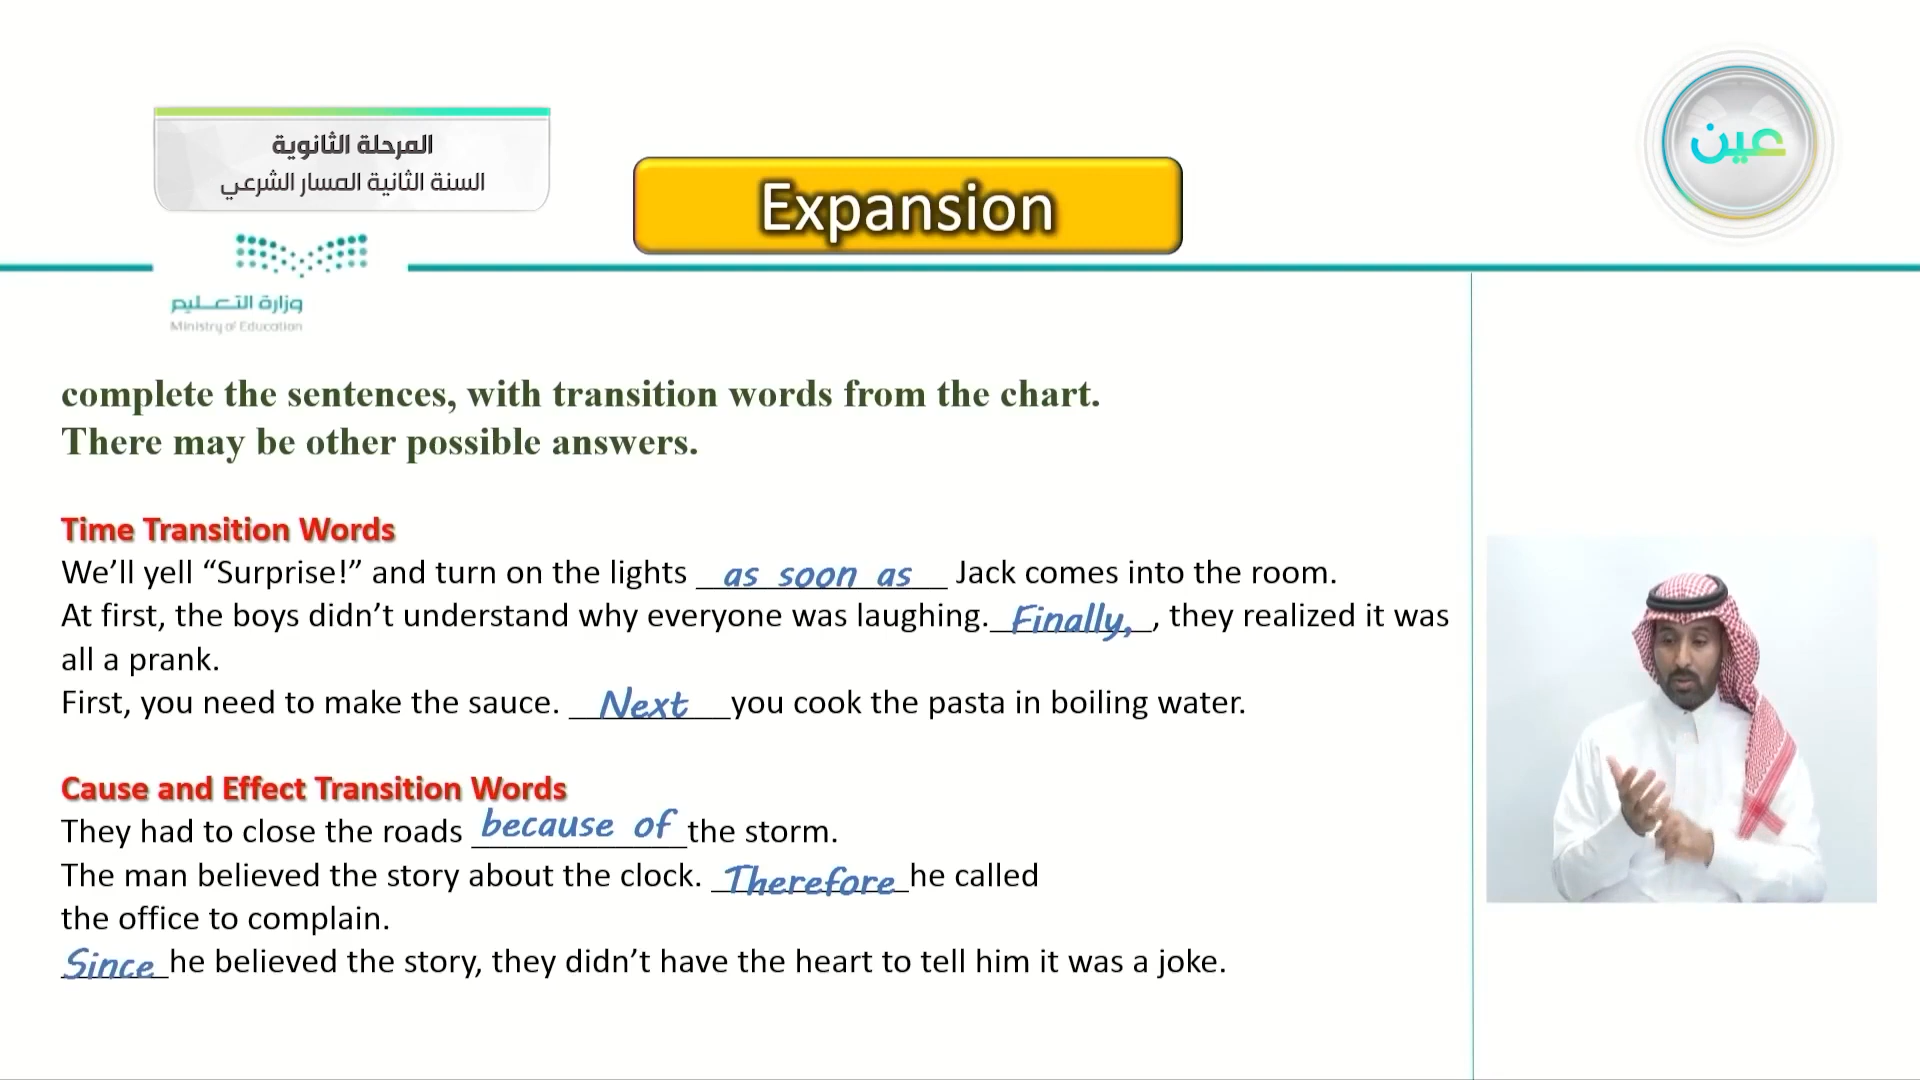 المرحلة الثانوية
السنة الثانية المسار الشرعي
Expansion
عين
وزارة التعليم
Ministry of Education
complete the sentences, with transition words from the chart.
There may be other possible answers.
Time Transition Words
We’ll yell “Surprise!” and turn on the lights as soon as Jack comes into the room.
At first, the boys didn’t understand why everyone was laughing. Finally, , they realized it was
all a prank.
First, you need to make the sauce. Next you cook the pasta in boiling water.
Cause and Effect Transition Words
They had to close the roads because of the storm.
The man believed the story about the clock. Therefore he called
the office to complain.
Since he believed the story, they didn’t have the heart to tell him it was a joke.